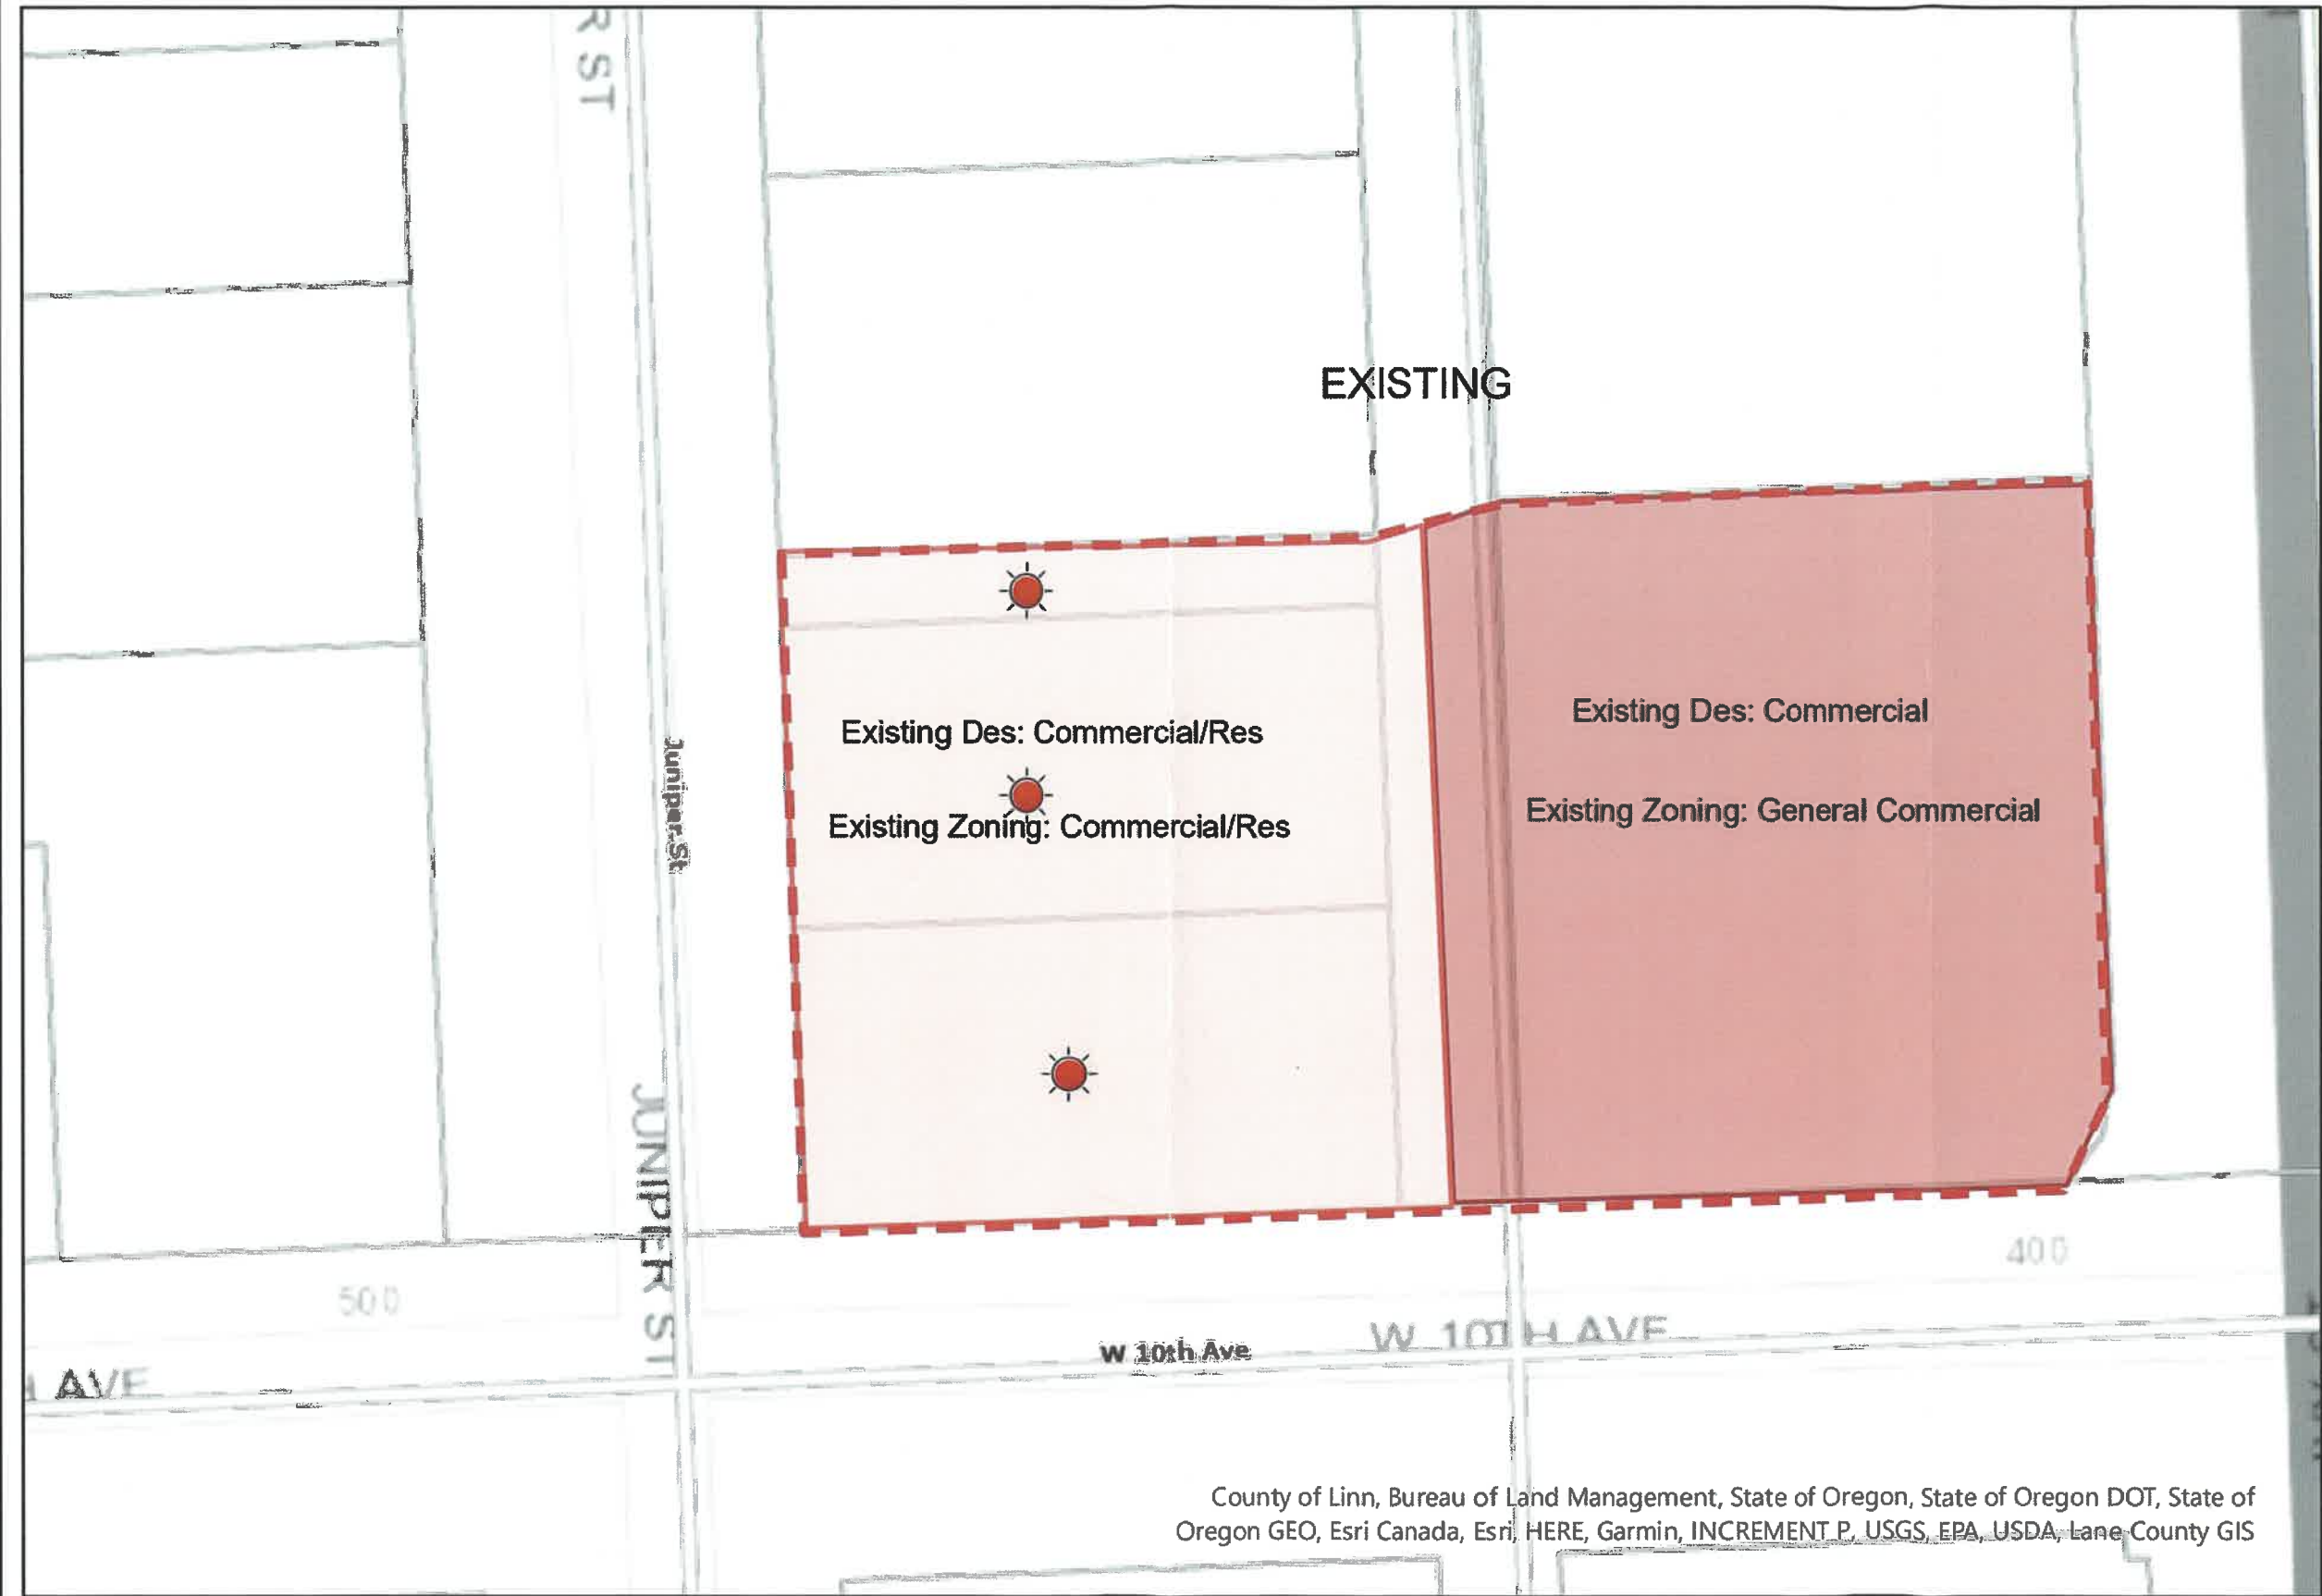 R ST
EXISTING
Existing Des: Commercial/Res
Existing Zoning: Commercial/Res
Existing Des: Commercial
Existing Zoning: General Commercial
Juniper St
JUNIPER ST
500
400
W 10th Ave
W 10TH AVE
AVE
County of Linn, Bureau of Land Management, State of Oregon, State of Oregon DOT, State of
Oregon GEO, Esri Canada, Esri, HERE, Garmin, INCREMENT P, USGS, EPA, USDA, Lane County GIS